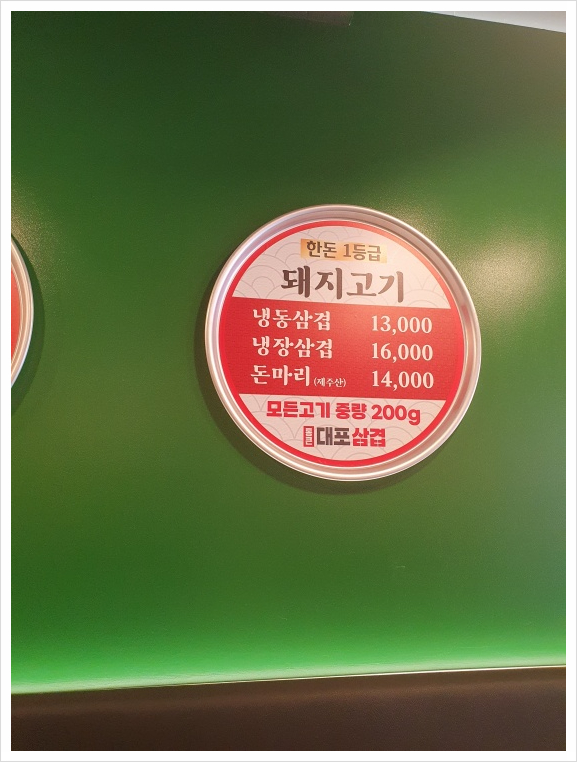 한돈 1등급
돼지고기
냉동삼겹 13,000
냉장삼겹 16,000
돈마리 (제주산) 14,000
모든고기 중량 200g
대포삼겹